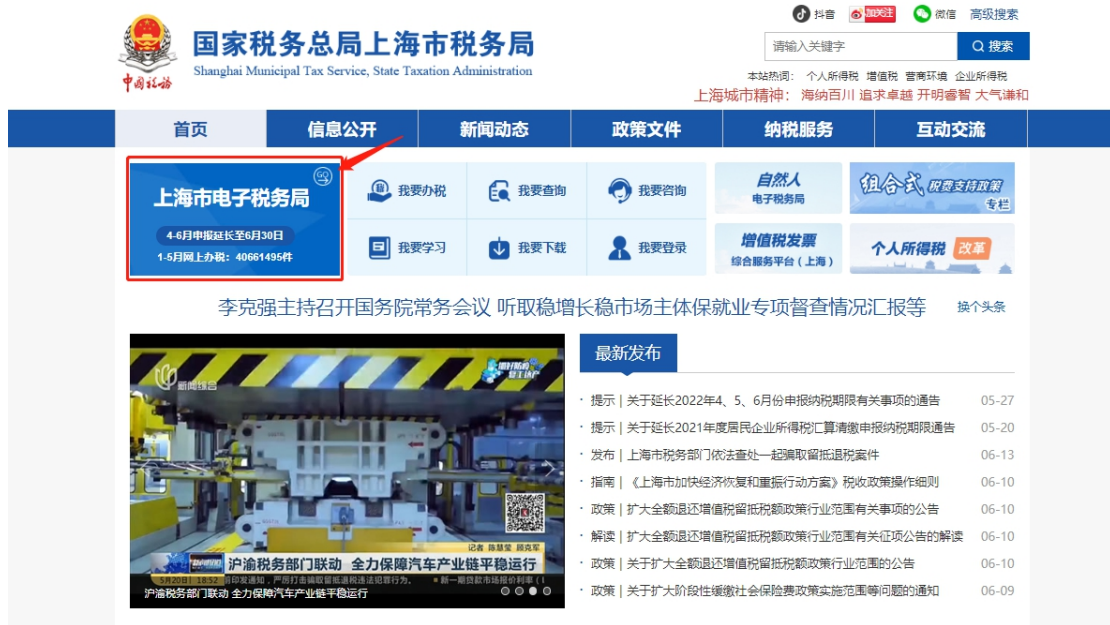 抖音 加关注 微信 高级搜索
国家税务总局上海市税务局
Shanghai Municipal Tax Service, State Taxation Administration
中国税务
请输入关键字 搜索
本站热词： 个人所得税 增值税 营商环境 企业所得税
上海城市精神： 海纳百川 追求卓越 开明睿智 大气谦和
首页 信息公开 新闻动态 政策文件 纳税服务 互动交流
上海市电子税务局
GO
4-6月申报延长至6月30日
1-5月网上办税：40661495件
税 我要办税 我要查询 我要咨询
我要学习 我要下载 我要登录
自然人
电子税务局
组合式 税费支持政策
专栏
增值税发票
综合服务平台（上海）
个人所得税 改革
李克强主持召开国务院常务会议 听取稳增长稳市场主体保就业专项督查情况汇报等 换个头条
新闻综合
记者 陈慧莹 顾克军
沪渝税务部门联动 全力保障汽车产业链平稳运行
5月20日 18:52
沪渝税务部门联动 全力保障汽车产业链平稳运行
最新发布
· 提示 | 关于延长2022年4、5、6月份申报纳税期限有关事项的通告 05-27
· 提示 | 关于延长2021年度居民企业所得税汇算清缴申报纳税期限通告 05-20
· 发布 | 上海市税务部门依法查处一起骗取留抵退税案件 06-13
· 指南 | 《上海市加快经济恢复和重振行动方案》税收政策操作细则 06-10
· 政策 | 扩大全额退还增值税留抵税额政策行业范围有关事项的公告 06-10
· 解读 | 扩大全额退还增值税留抵税额政策行业范围有关征项公告的解读 06-10
· 政策 | 关于扩大全额退还增值税留抵税额政策行业范围的公告 06-10
· 政策 | 关于扩大阶段性缓缴社会保险费政策实施范围等问题的通知 06-09